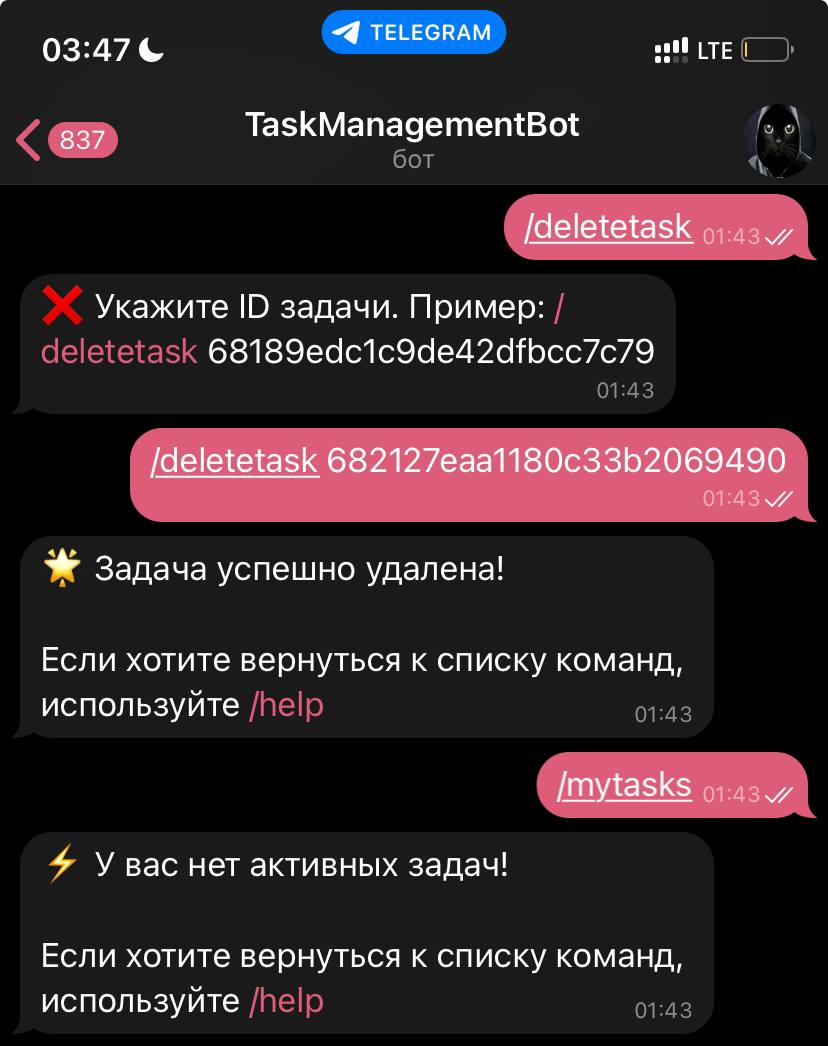 03:47
TELEGRAM
LTE
837
TaskManagementBot
бот
/deletetask 01:43
❌ Укажите ID задачи. Пример: /
deletetask 68189edc1c9de42dfbcc7c79
01:43
/deletetask 682127eaa1180c33b2069490
01:43
🌟 Задача успешно удалена!
Если хотите вернуться к списку команд,
используйте /help
01:43
/mytasks 01:43
⚡ У вас нет активных задач!
Если хотите вернуться к списку команд,
используйте /help
01:43